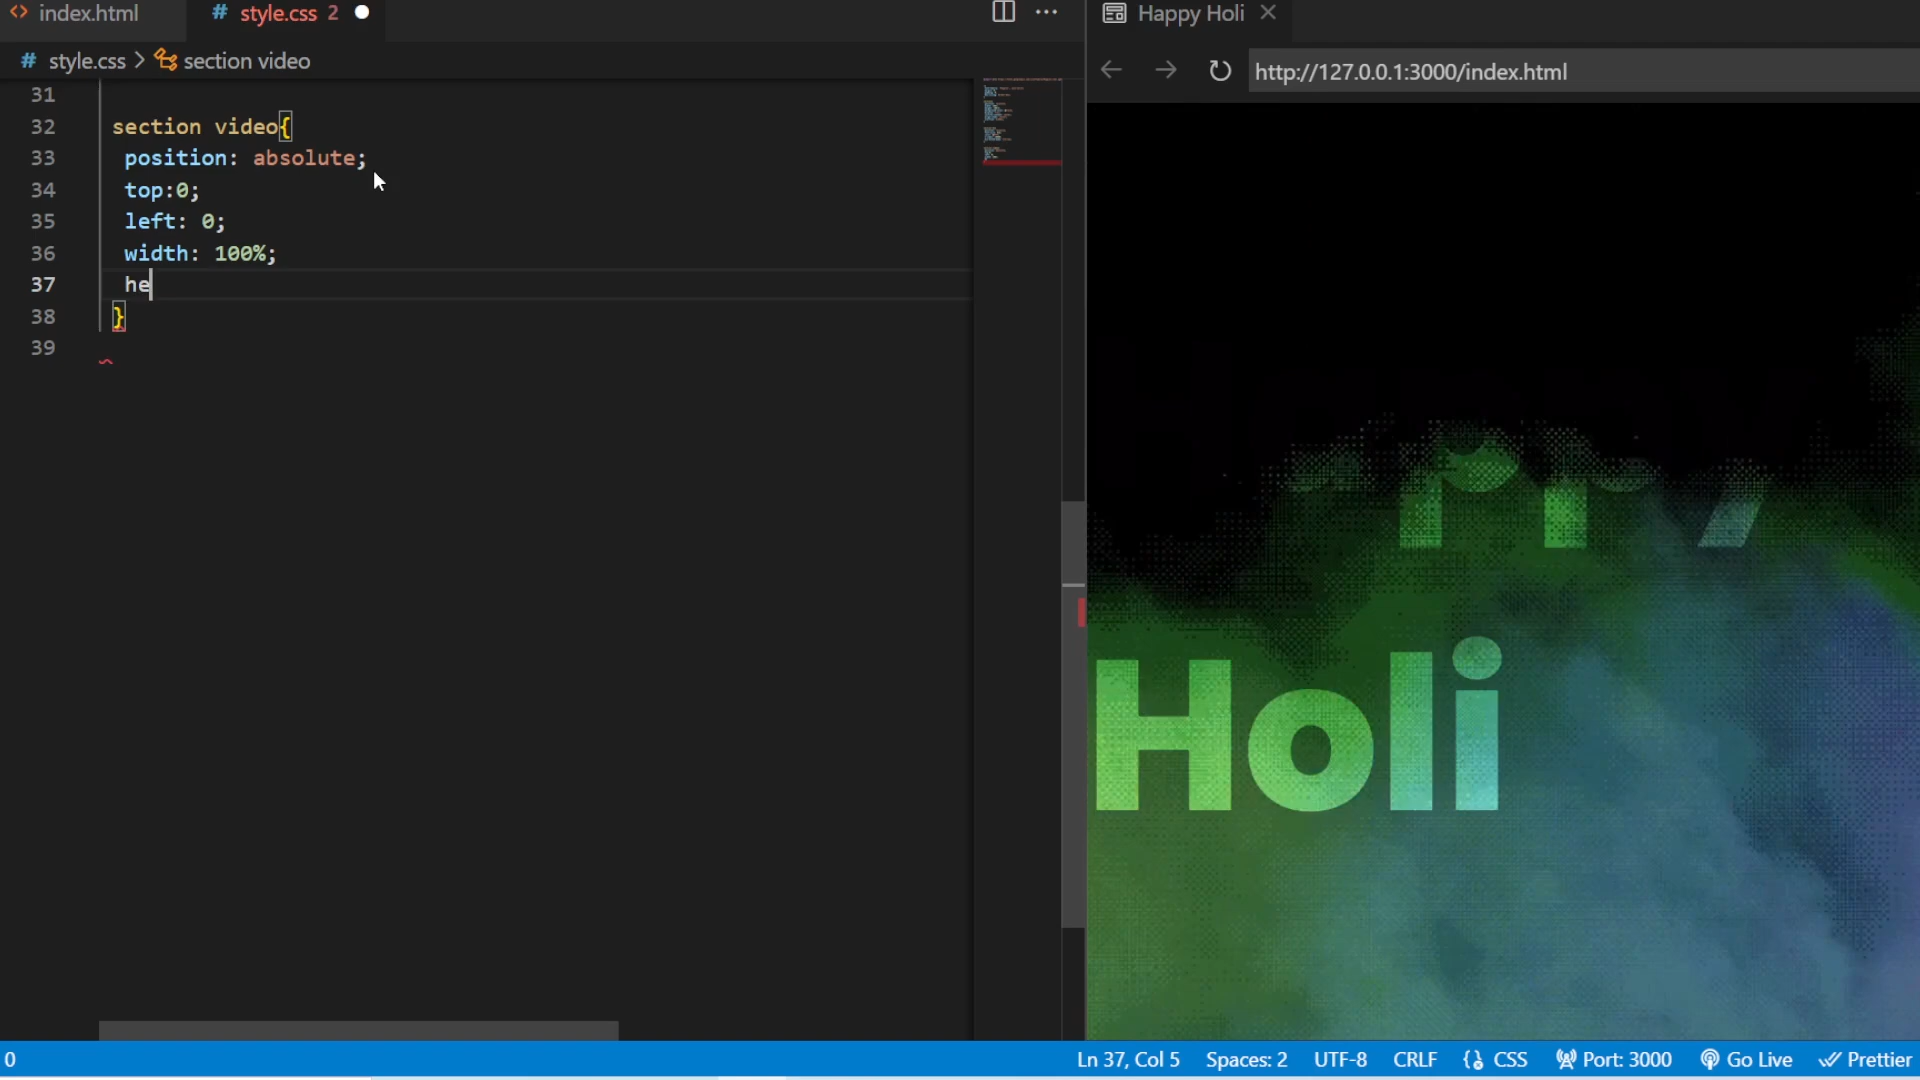 index.html
# style.css 2
Happy Holi
# style.css > section video
http://127.0.0.1:3000/index.html
31
32 section video{
33 position: absolute;
34 top:0;
35 left: 0;
36 width: 100%;
37 he
38 }
39
Holi
0
Ln 37, Col 5
Spaces: 2
UTF-8
CRLF
CSS
Port: 3000
Go Live
Prettier